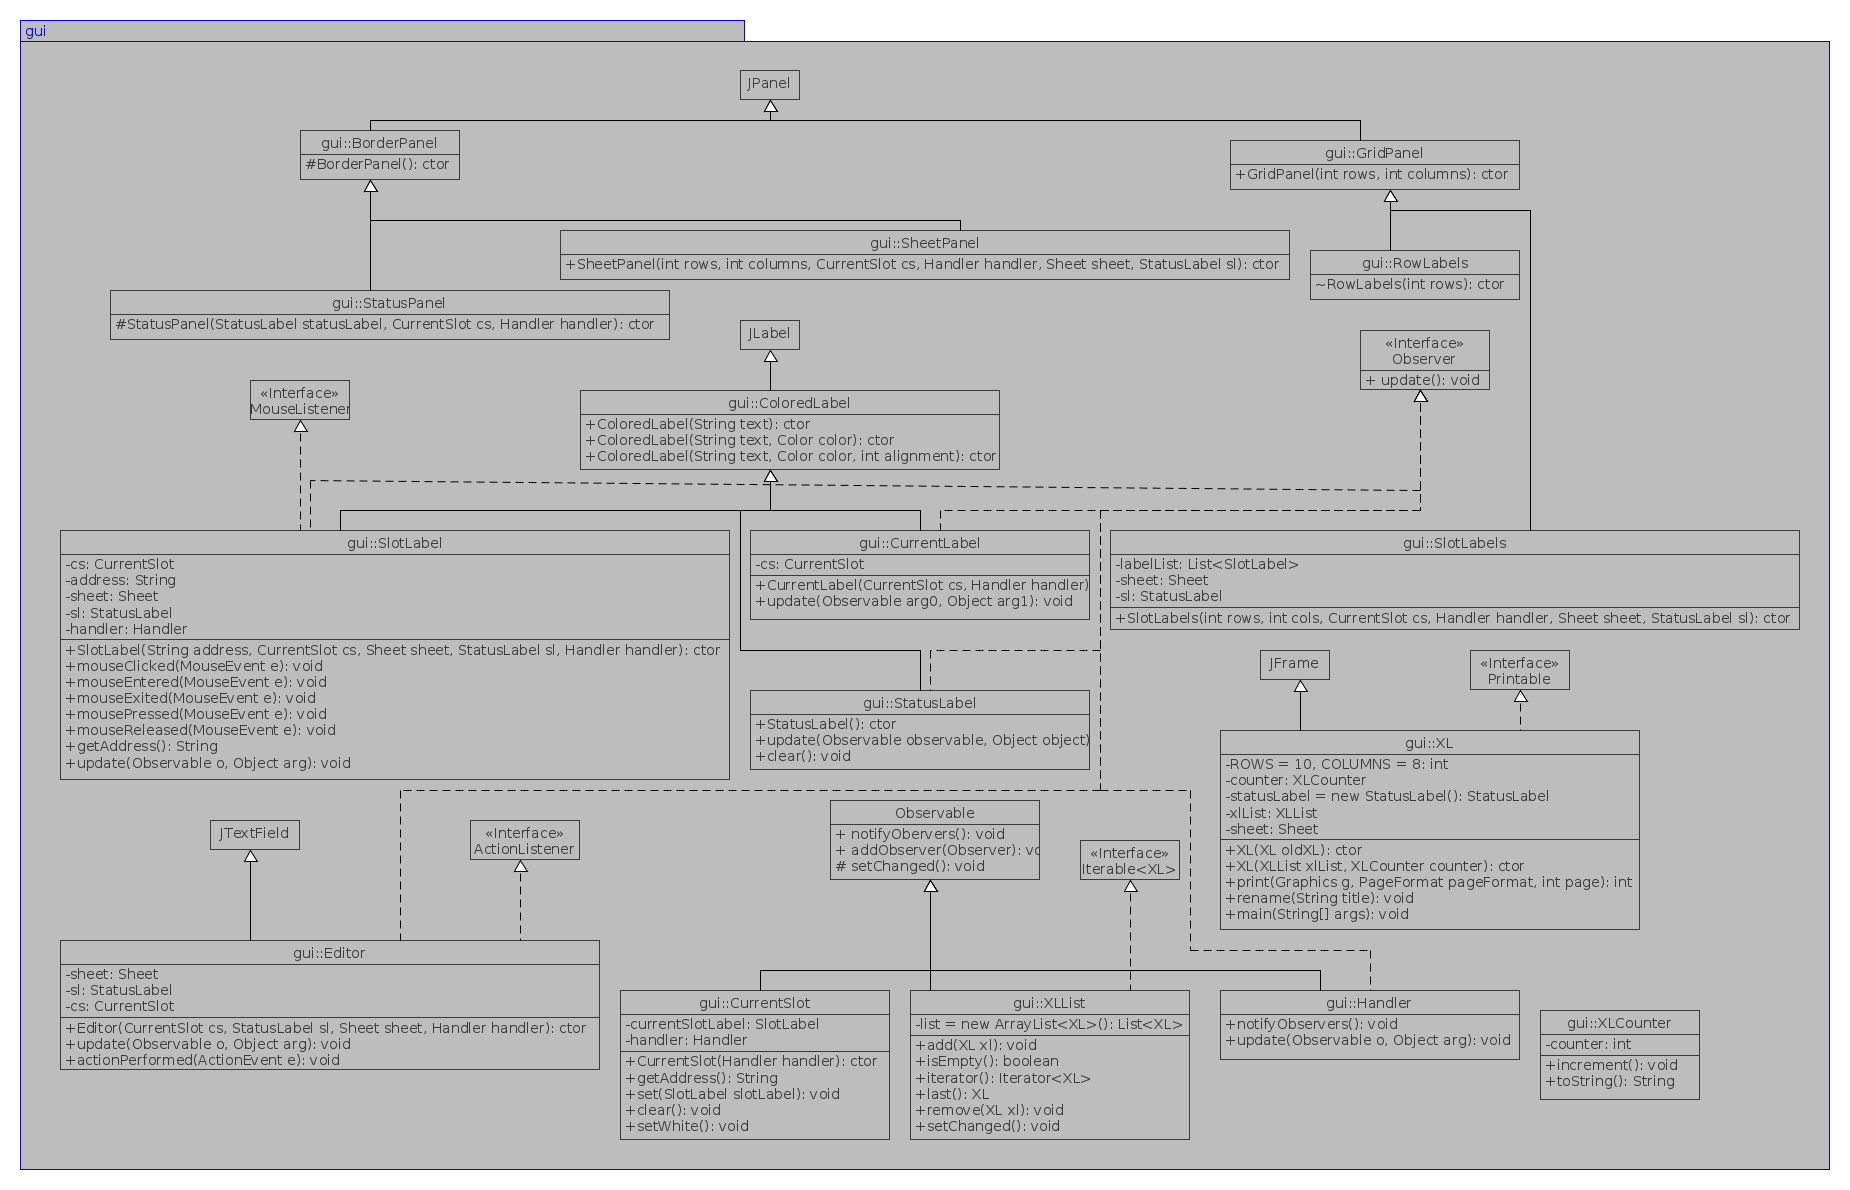 gui
JPanel
gui::BorderPanel
#BorderPanel(): ctor
gui::GridPanel
+GridPanel(int rows, int columns): ctor
gui::SheetPanel
+SheetPanel(int rows, int columns, CurrentSlot cs, Handler handler, Sheet sheet, StatusLabel sl): ctor
gui::RowLabels
~RowLabels(int rows): ctor
gui::StatusPanel
#StatusPanel(StatusLabel statusLabel, CurrentSlot cs, Handler handler): ctor
JLabel
«Interface»
Observer
+ update(): void
«Interface»
MouseListener
gui::ColoredLabel
+ColoredLabel(String text): ctor
+ColoredLabel(String text, Color color): ctor
+ColoredLabel(String text, Color color, int alignment): ctor
gui::SlotLabel
-cs: CurrentSlot
-address: String
-sheet: Sheet
-sl: StatusLabel
-handler: Handler
+SlotLabel(String address, CurrentSlot cs, Sheet sheet, StatusLabel sl, Handler handler): ctor
+mouseClicked(MouseEvent e): void
+mouseEntered(MouseEvent e): void
+mouseExited(MouseEvent e): void
+mousePressed(MouseEvent e): void
+mouseReleased(MouseEvent e): void
+getAddress(): String
+update(Observable o, Object arg): void
gui::CurrentLabel
-cs: CurrentSlot
+CurrentLabel(CurrentSlot cs, Handler handler)
+update(Observable arg0, Object arg1): void
gui::SlotLabels
-labelList: List<SlotLabel>
-sheet: Sheet
-sl: StatusLabel
+SlotLabels(int rows, int cols, CurrentSlot cs, Handler handler, Sheet sheet, StatusLabel sl): ctor
gui::StatusLabel
+StatusLabel(): ctor
+update(Observable observable, Object object)
+clear(): void
JFrame
«Interface»
Printable
gui::XL
-ROWS = 10, COLUMNS = 8: int
-counter: XLCounter
-statusLabel = new StatusLabel(): StatusLabel
-xlList: XLList
-sheet: Sheet
+XL(XL oldXL): ctor
+XL(XLList xlList, XLCounter counter): ctor
+print(Graphics g, PageFormat pageFormat, int page): int
+rename(String title): void
+main(String[] args): void
JTextField
«Interface»
ActionListener
Observable
+ notifyObervers(): void
+ addObserver(Observer): vo
# setChanged(): void
«Interface»
Iterable<XL>
gui::Editor
-sheet: Sheet
-sl: StatusLabel
-cs: CurrentSlot
+Editor(CurrentSlot cs, StatusLabel sl, Sheet sheet, Handler handler): ctor
+update(Observable o, Object arg): void
+actionPerformed(ActionEvent e): void
gui::CurrentSlot
-currentSlotLabel: SlotLabel
-handler: Handler
+CurrentSlot(Handler handler): ctor
+getAddress(): String
+set(SlotLabel slotLabel): void
+clear(): void
+setWhite(): void
gui::XLList
-list = new ArrayList<XL>(): List<XL>
+add(XL xl): void
+isEmpty(): boolean
+iterator(): Iterator<XL>
+last(): XL
+remove(XL xl): void
+setChanged(): void
gui::Handler
+notifyObservers(): void
+update(Observable o, Object arg): void
gui::XLCounter
-counter: int
+increment(): void
+toString(): String